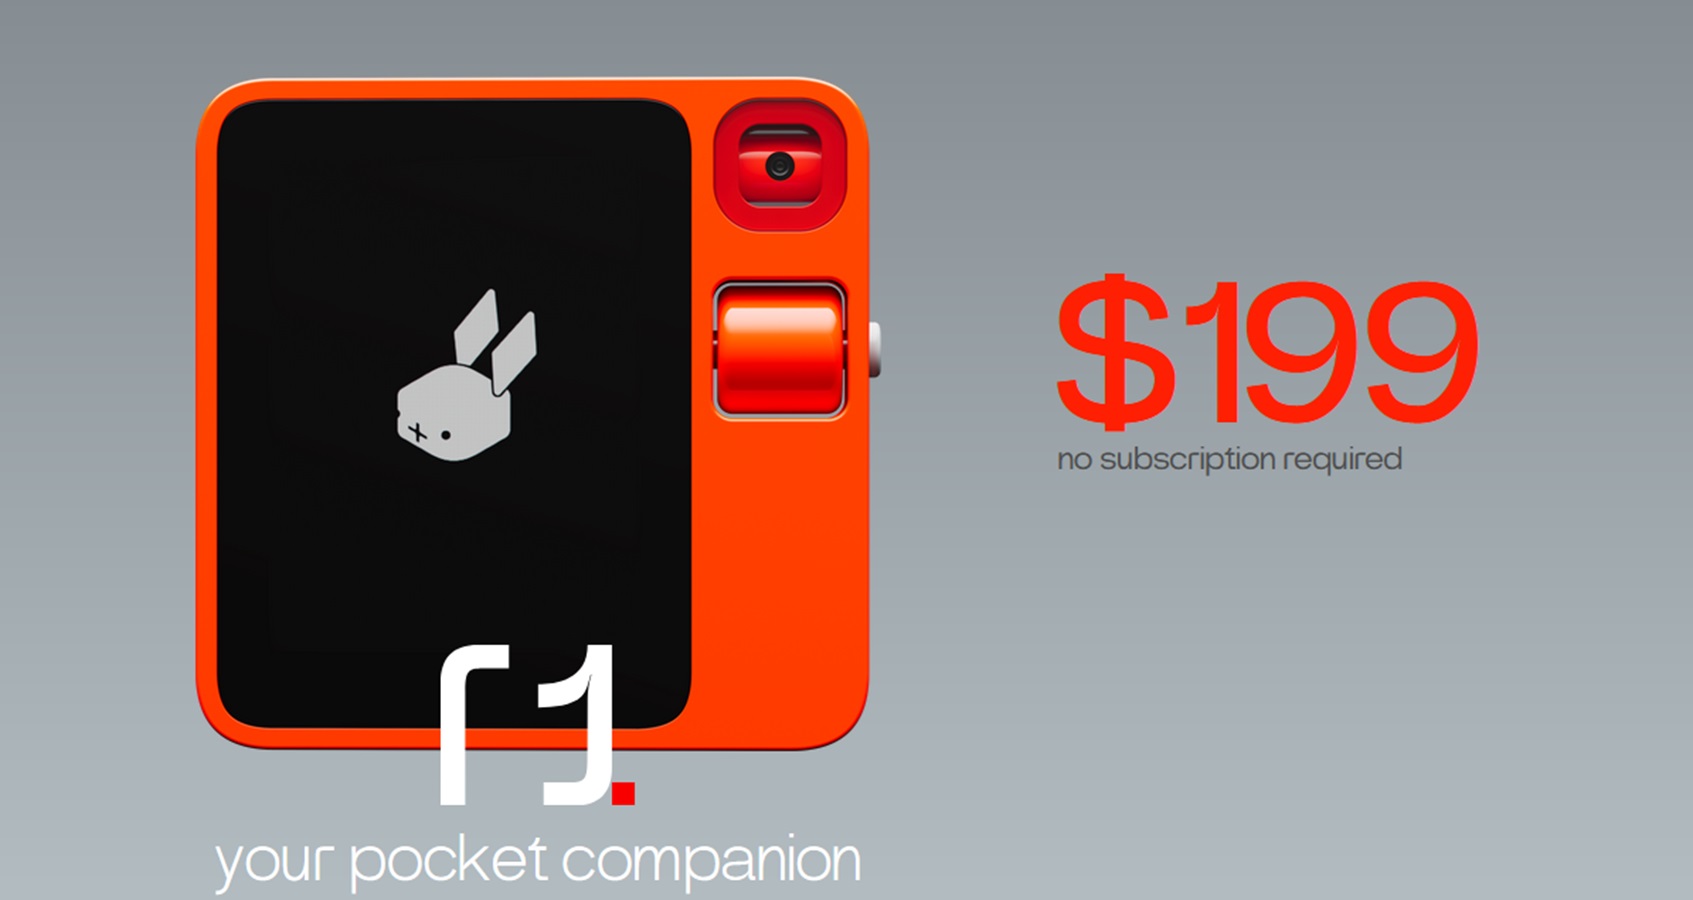 $199
no subscription required
r1.
your pocket companion